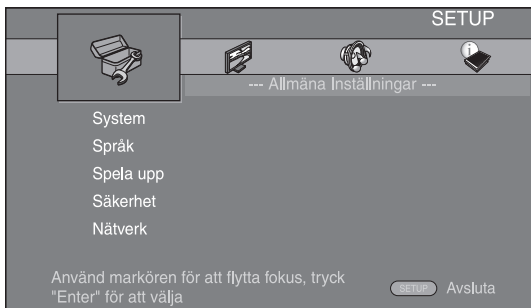 SETUP
--- Allmäna Inställningar ---
System
Språk
Spela upp
Säkerhet
Nätverk
Använd markören för att flytta fokus, tryck
"Enter" för att välja
SETUP Avsluta